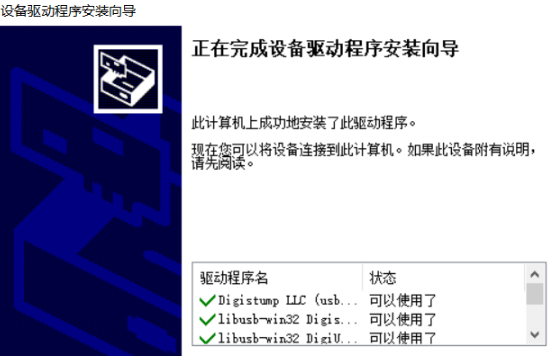 设备驱动程序安装向导
正在完成设备驱动程序安装向导
此计算机上成功地安装了此驱动程序。
现在您可以将设备连接到此计算机。如果此设备附有说明，
请先阅读。
驱动程序名 状态
Digistump LLC (usb... 可以使用了
libusb-win32 Digis... 可以使用了
libusb-win32 DigiU... 可以使用了